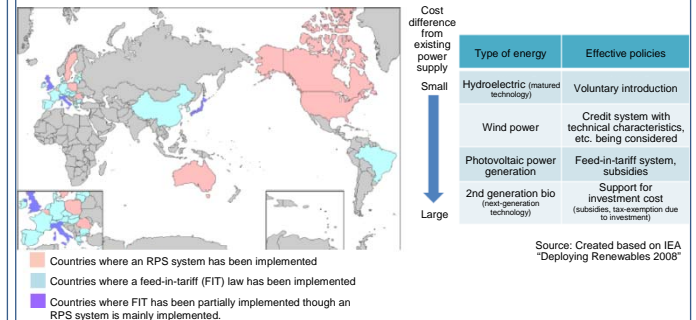 Cost
difference
from
existing
power
supply
Small
Large
Type of energy
Effective policies
Hydroelectric (matured
technology)
Voluntary introduction
Wind power
Credit system with
technical characteristics,
etc. being considered
Photovoltaic power
generation
Feed-in-tariff system,
subsidies
2nd generation bio
(next-generation
technology)
Support for
investment cost
(subsidies, tax-exemption due
to investment)
Source: Created based on IEA
“Deploying Renewables 2008”
Countries where an RPS system has been implemented
Countries where a feed-in-tariff (FIT) law has been implemented
Countries where FIT has been partially implemented though an
RPS system is mainly implemented.